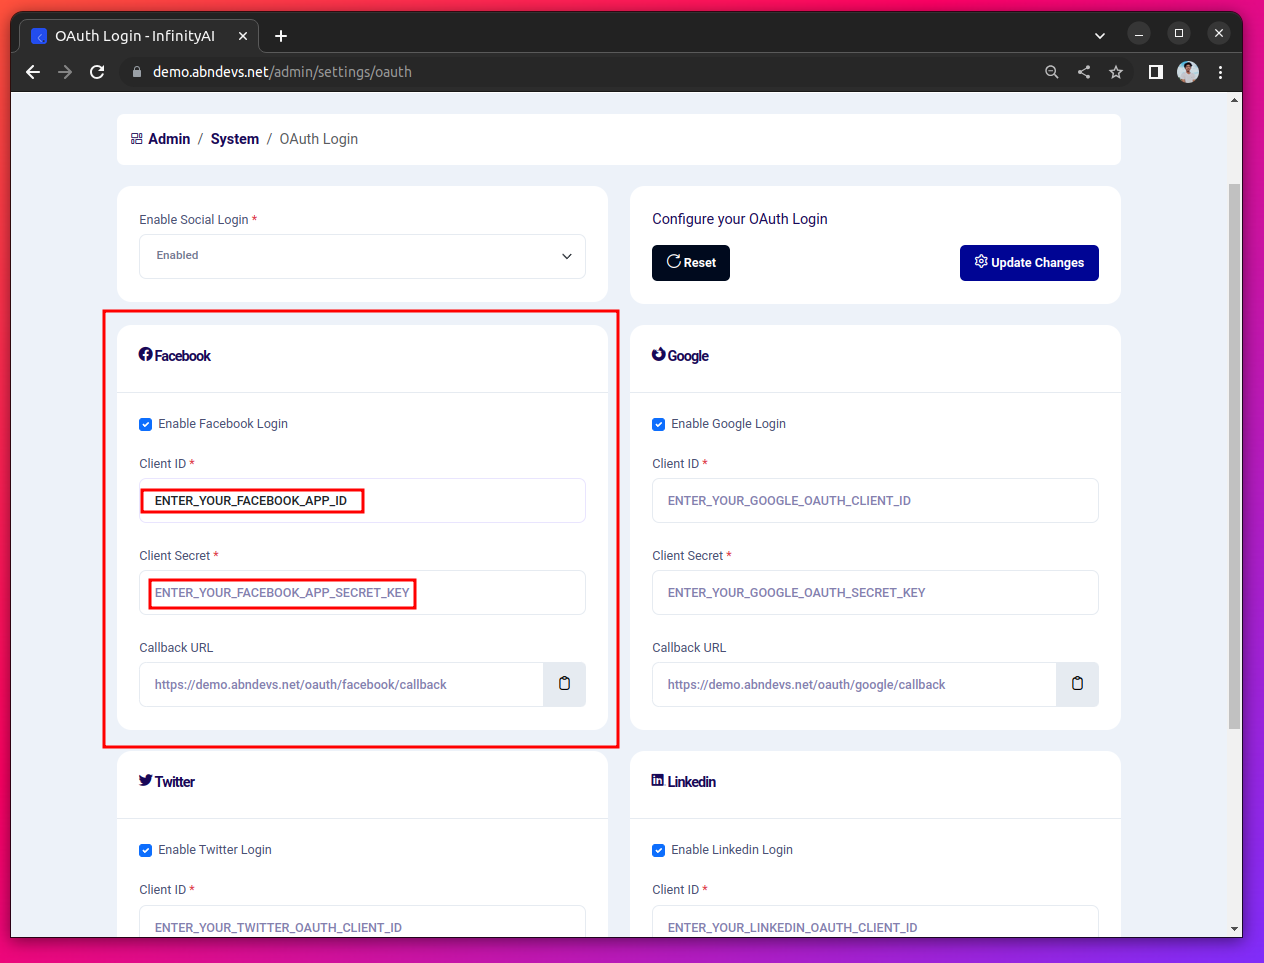 OAuth Login - InfinityAI
demo.abndevs.net/admin/settings/oauth
Admin / System / OAuth Login
Enable Social Login *
Enabled
Configure your OAuth Login
Reset
Update Changes
Facebook
Enable Facebook Login
Client ID *
ENTER_YOUR_FACEBOOK_APP_ID
Client Secret *
ENTER_YOUR_FACEBOOK_APP_SECRET_KEY
Callback URL
https://demo.abndevs.net/oauth/facebook/callback
Google
Enable Google Login
Client ID *
ENTER_YOUR_GOOGLE_OAUTH_CLIENT_ID
Client Secret *
ENTER_YOUR_GOOGLE_OAUTH_SECRET_KEY
Callback URL
https://demo.abndevs.net/oauth/google/callback
Twitter
Enable Twitter Login
Client ID *
ENTER_YOUR_TWITTER_OAUTH_CLIENT_ID
Linkedin
Enable Linkedin Login
Client ID *
ENTER_YOUR_LINKEDIN_OAUTH_CLIENT_ID